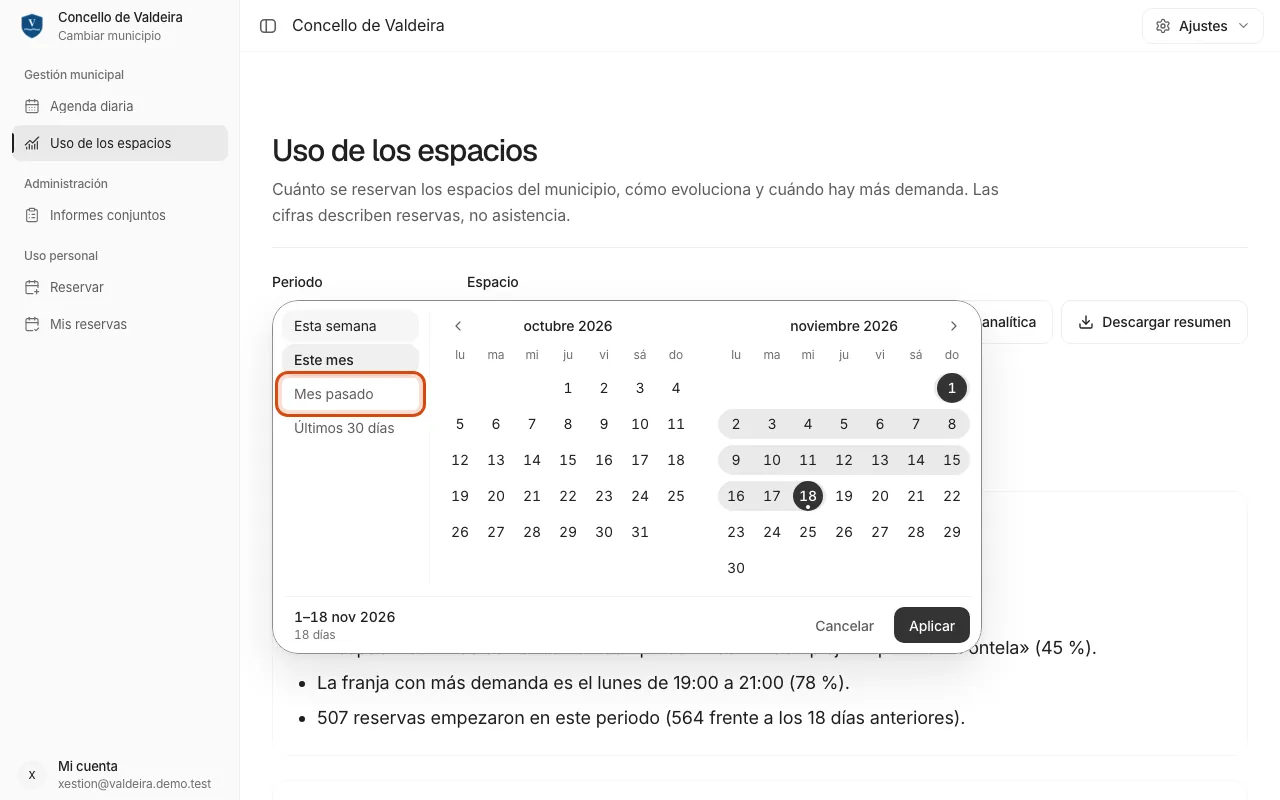 Concello de Valdeira
Cambiar municipio
Gestión municipal
Agenda diaria
Uso de los espacios
Administración
Informes conjuntos
Uso personal
Reservar
Mis reservas
X
Mi cuenta
xestion@valdeira.demo.test
Concello de Valdeira
Ajustes
Uso de los espacios
Cuánto se reservan los espacios del municipio, cómo evoluciona y cuándo hay más demanda. Las
cifras describen reservas, no asistencia.
Periodo Espacio
analítica Descargar resumen
Esta semana
Este mes
Mes pasado
Últimos 30 días
octubre 2026
lu ma mi ju vi sá do
1 2 3 4
5 6 7 8 9 10 11
12 13 14 15 16 17 18
19 20 21 22 23 24 25
26 27 28 29 30 31
noviembre 2026
lu ma mi ju vi sá do
1
2 3 4 5 6 7 8
9 10 11 12 13 14 15
16 17 18 19 20 21 22
23 24 25 26 27 28 29
30
1–18 nov 2026
18 días
Cancelar Aplicar
ontela» (45 %).
La franja con más demanda es el lunes de 19:00 a 21:00 (78 %).
507 reservas empezaron en este periodo (564 frente a los 18 días anteriores).